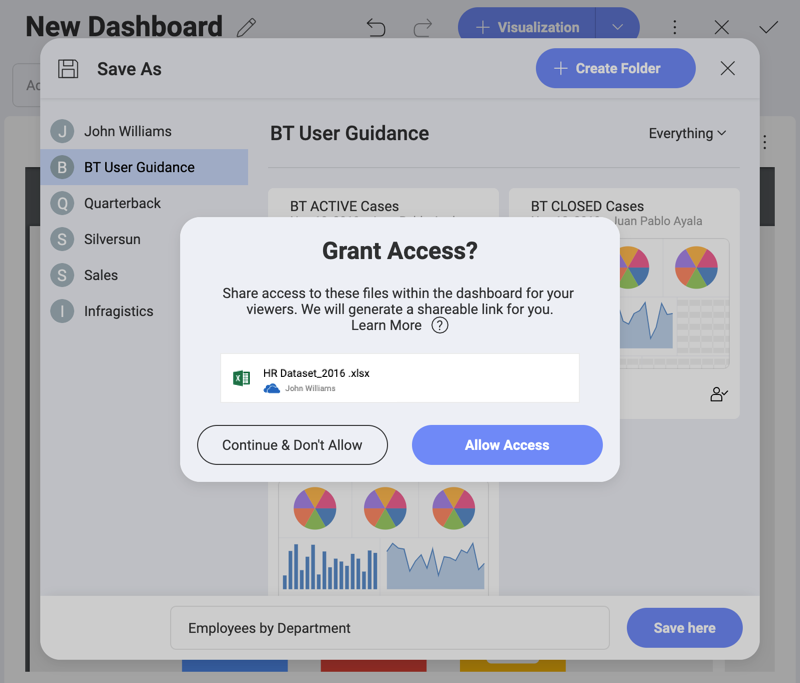 New Dashboard
Visualization
Save As
Create Folder
J John Williams
B BT User Guidance
Q Quarterback
S Silversun
S Sales
I Infragistics
BT User Guidance
Everything
BT ACTIVE Cases
BT CLOSED Cases
Juan Pablo Ayala
Grant Access?
Share access to these files within the dashboard for your
viewers. We will generate a shareable link for you.
Learn More ?
HR Dataset_2016 .xlsx
John Williams
Continue & Don't Allow
Allow Access
Employees by Department
Save here